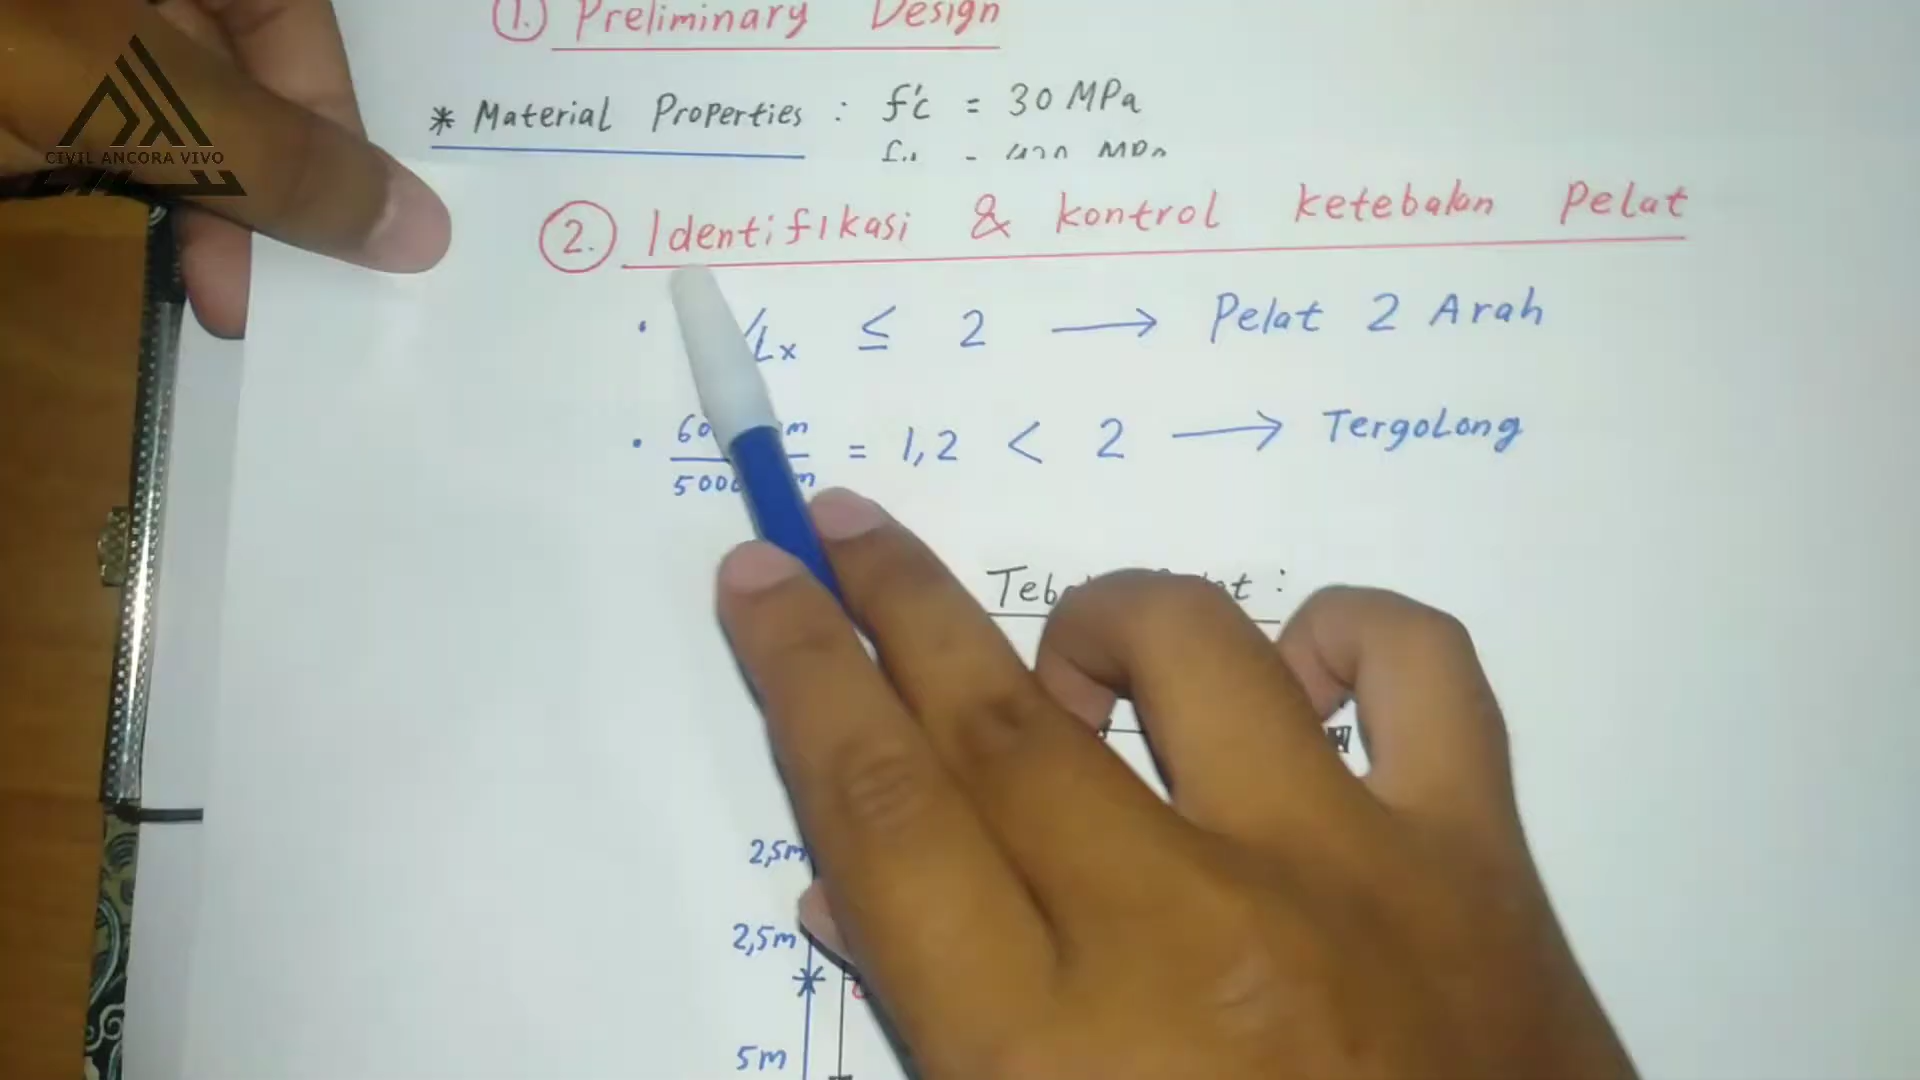 1. Preliminary Design
CIVIL ANCORA VIVO
* Material Properties : f'c = 30 MPa
2. Identifikasi & kontrol ketebalan Pelat
• /Lx ≤ 2 → Pelat 2 Arah
• = 1,2 < 2 → Tergolong
:
2,5m
2,5m
5m